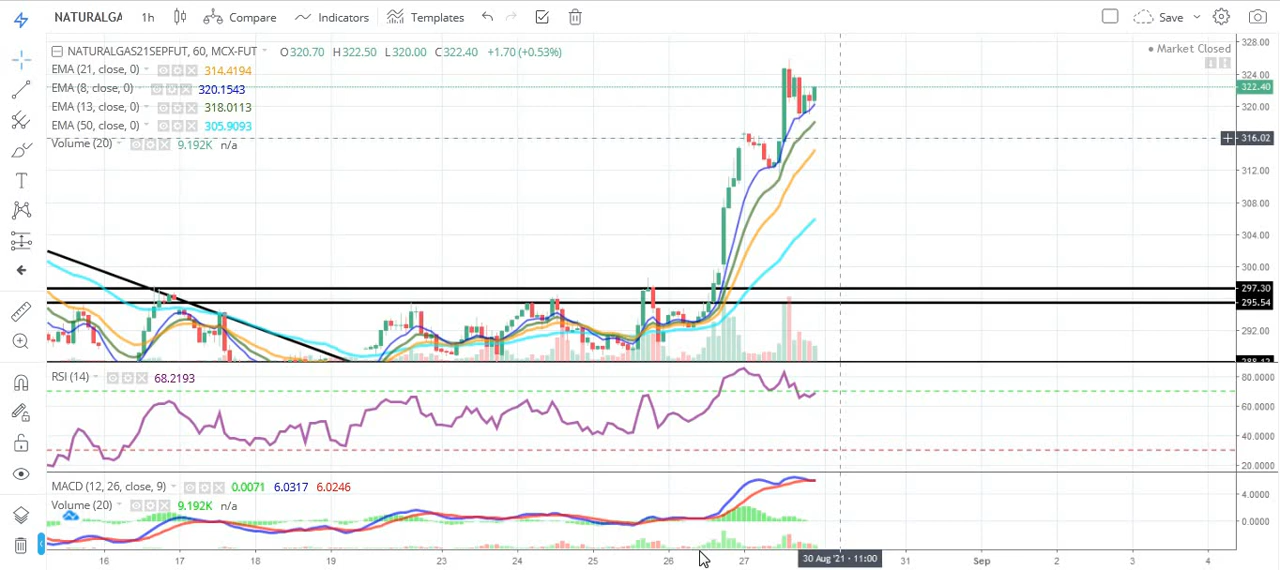 NATURALGA 1h Compare Indicators Templates Save
NATURALGAS21SEPFUT, 60, MCX-FUT O320.70 H322.50 L320.00 C322.40 +1.70 (+0.53%)
Market Closed
EMA (21, close, 0) 314.4194
EMA (8, close, 0) 320.1543
EMA (13, close, 0) 318.0113
EMA (50, close, 0) 305.9093
Volume (20) 9.192K n/a
328.00
324.00
322.40
320.00
316.02
312.00
308.00
304.00
300.00
297.30
295.54
292.00
RSI (14) 68.2193
80.0000
60.0000
40.0000
20.0000
MACD (12, 26, close, 9) 0.0071 6.0317 6.0246
4.0000
Volume (20) 9.192K n/a
0.0000
16 17 18 19 20 23 24 25 26 27 30 Aug '21 - 11:00 31 Sep 2 3 4